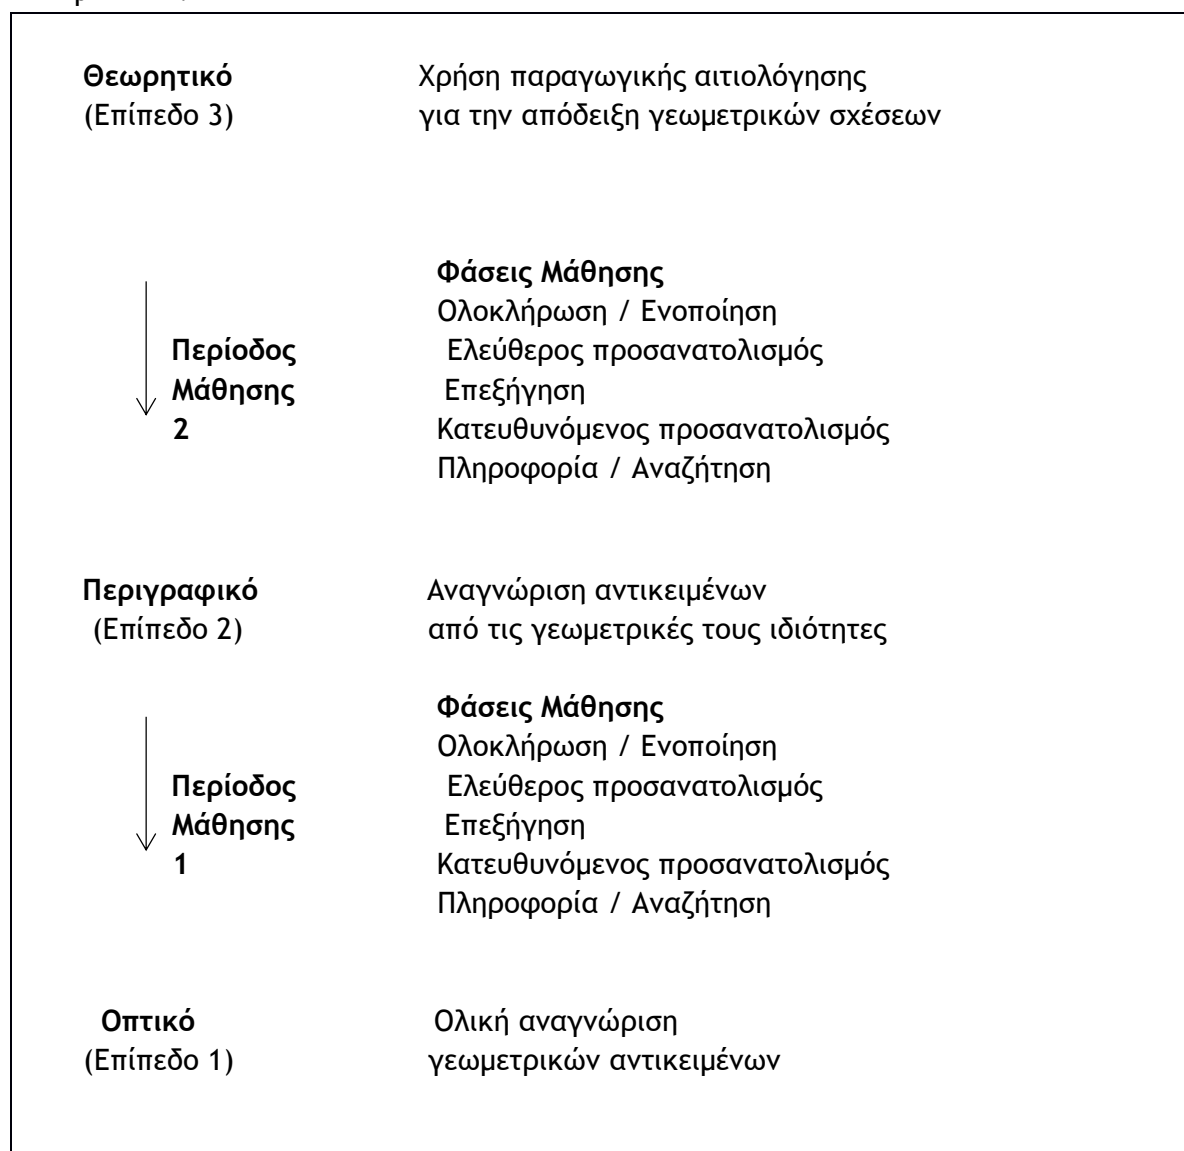 Θεωρητικό Χρήση παραγωγικής αιτιολόγησης
(Επίπεδο 3) για την απόδειξη γεωμετρικών σχέσεων
Φάσεις Μάθησης
Ολοκλήρωση / Ενοποίηση
Περίοδος Ελεύθερος προσανατολισμός
Μάθησης Επεξήγηση
2 Κατευθυνόμενος προσανατολισμός
Πληροφορία / Αναζήτηση
Περιγραφικό Αναγνώριση αντικειμένων
(Επίπεδο 2) από τις γεωμετρικές τους ιδιότητες
Φάσεις Μάθησης
Ολοκλήρωση / Ενοποίηση
Περίοδος Ελεύθερος προσανατολισμός
Μάθησης Επεξήγηση
1 Κατευθυνόμενος προσανατολισμός
Πληροφορία / Αναζήτηση
Οπτικό Ολική αναγνώριση
(Επίπεδο 1) γεωμετρικών αντικειμένων